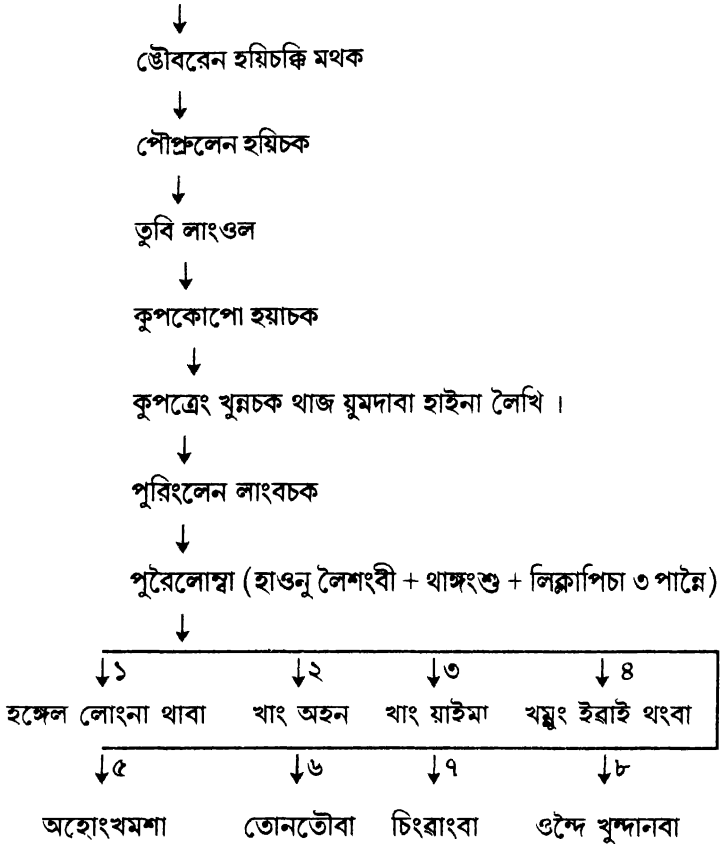 ঙৌবরেন হয়িচক্কি মথক
পৌপ্রুলেন হয়িচক
তুবি লাংওল
কুপকোপো হয়াচক
কুপত্রেং খুন্নচক থাজ য়ুমদাবা হাইনা লৈখি ।
পুরিংলেন লাংবচক
পুরৈলোম্বা (হাওনু লৈশংবী + থাঙ্গংশু + লিক্লাপিচা ৩ পান্নৈ)
১ ২ ৩ ৪
হঙ্গেল লোংনা থাবা খাং অহন খাং য়াইমা খমুং ইৱাই থংবা
৫ ৬ ৭ ৮
অহোংখমশা তোনতৌবা চিংৱাংবা ওন্দৈ খুন্দানবা